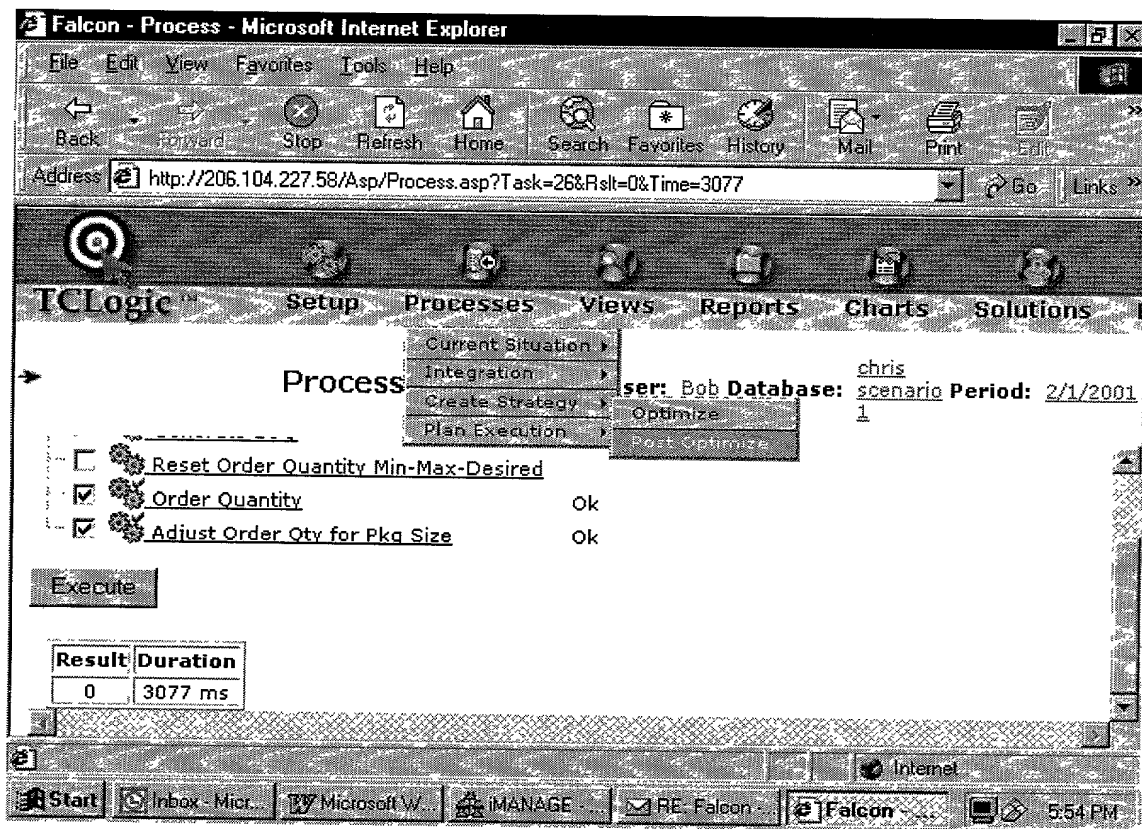 Falcon - Process - Microsoft Internet Explorer
File Edit View Favorites Tools Help
Back Forward Stop Refresh Home Search Favorites History Mail Print Edit
Address http://206.104.227.58/Asp/Process.asp?Task=26&Rslt=0&Time=3077 Go Links
TCLogic™ Setup Processes Views Reports Charts Solutions
Current Situation
Integration
Create Strategy
Plan Execution
Optimize
Post Optimize
Process ser: Bob Database: chris scenario 1 Period: 2/1/2001
Reset Order Quantity Min-Max-Desired
Order Quantity Ok
Adjust Order Qty for Pkg Size Ok
Execute
Result Duration
0 3077 ms
Internet
Start Inbox - Micr... Microsoft W... iMANAGE - ... RE: Falcon - ... Falcon - ... 5:54 PM